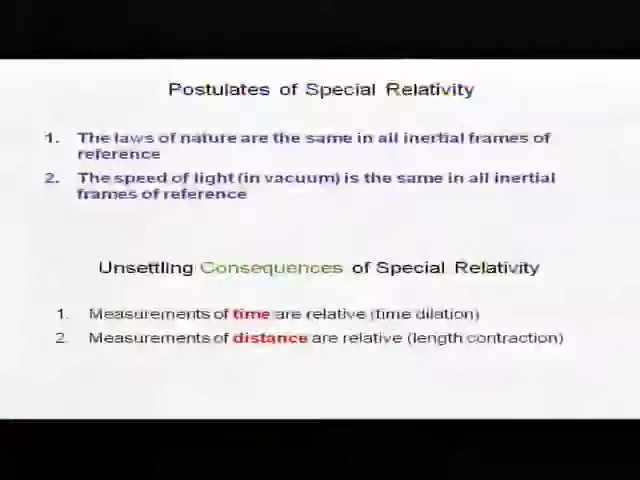 Postulates of Special Relativity
1. The laws of nature are the same in all inertial frames of
reference
2. The speed of light (in vacuum) is the same in all inertial
frames of reference
Unsettling Consequences of Special Relativity
1. Measurements of time are relative (time dilation)
2. Measurements of distance are relative (length contraction)